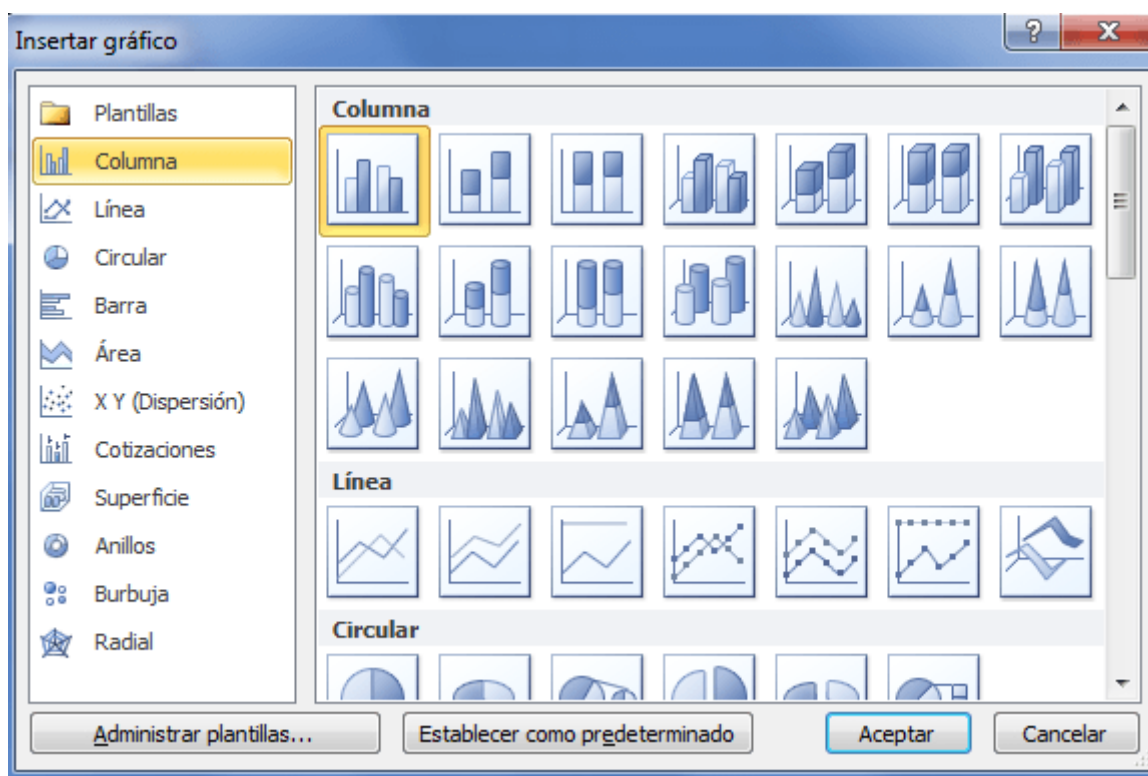 Insertar gráfico
Plantillas
Columna
Línea
Circular
Barra
Área
X Y (Dispersión)
Cotizaciones
Superficie
Anillos
Burbuja
Radial
Columna
Línea
Circular
Administrar plantillas...
Establecer como predeterminado
Aceptar
Cancelar